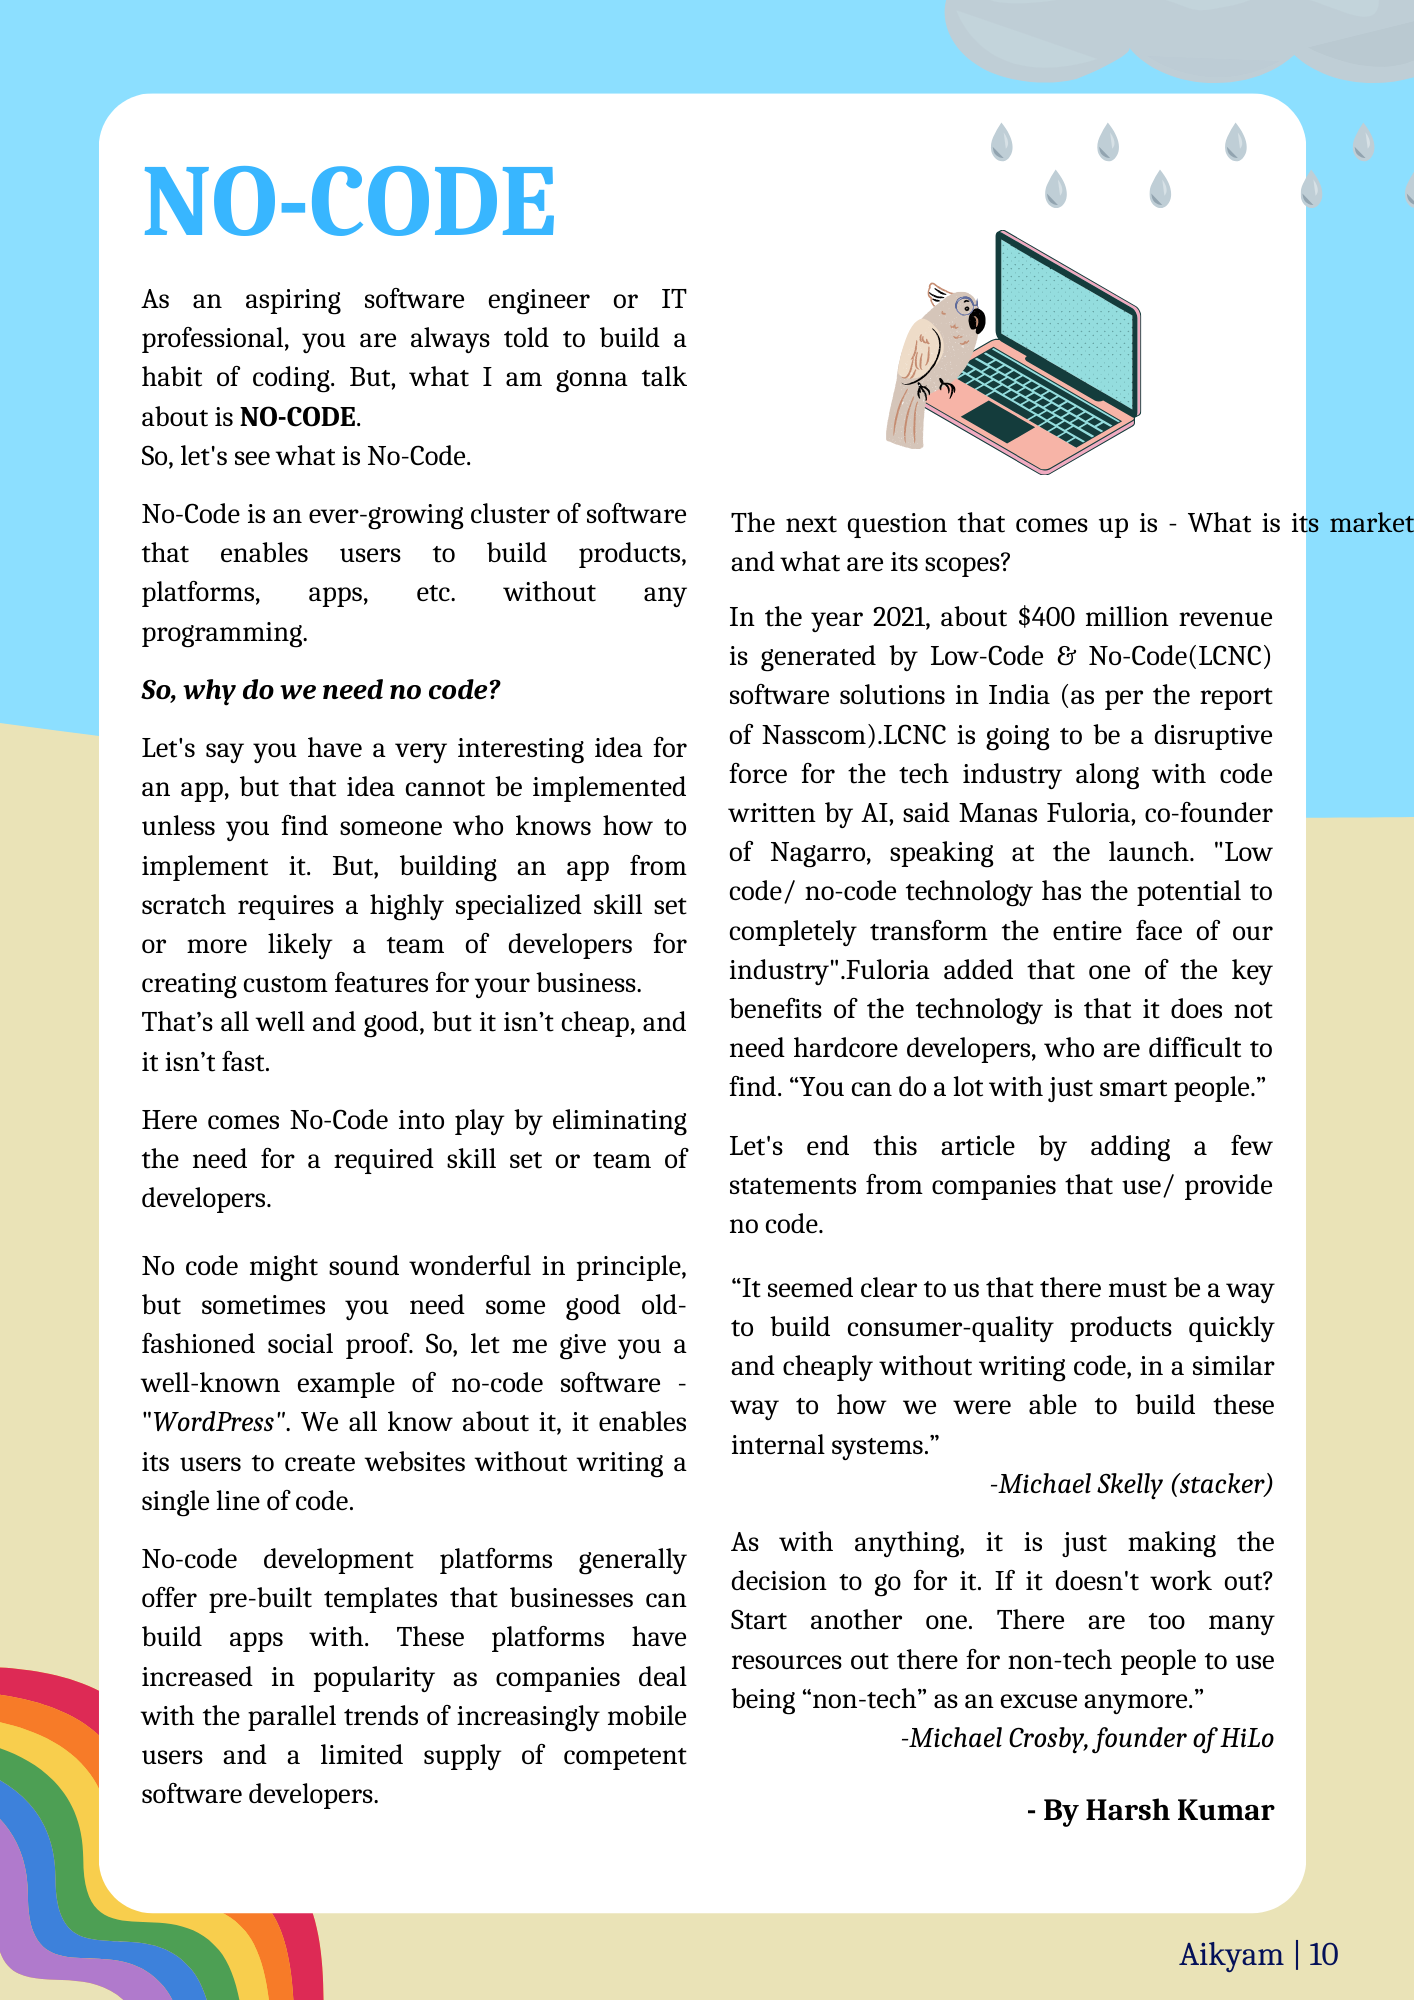 NO-CODE
As an aspiring software engineer or IT
professional, you are always told to build a
habit of coding. But, what I am gonna talk
about is NO-CODE.
So, let's see what is No-Code.
No-Code is an ever-growing cluster of software
that enables users to build products,
platforms, apps, etc. without any
programming.
So, why do we need no code?
Let's say you have a very interesting idea for
an app, but that idea cannot be implemented
unless you find someone who knows how to
implement it. But, building an app from
scratch requires a highly specialized skill set
or more likely a team of developers for
creating custom features for your business.
That’s all well and good, but it isn’t cheap, and
it isn’t fast.
Here comes No-Code into play by eliminating
the need for a required skill set or team of
developers.
No code might sound wonderful in principle,
but sometimes you need some good old-
fashioned social proof. So, let me give you a
well-known example of no-code software -
"WordPress". We all know about it, it enables
its users to create websites without writing a
single line of code.
No-code development platforms generally
offer pre-built templates that businesses can
build apps with. These platforms have
increased in popularity as companies deal
with the parallel trends of increasingly mobile
users and a limited supply of competent
software developers.
The next question that comes up is - What is its market
and what are its scopes?
In the year 2021, about $400 million revenue
is generated by Low-Code & No-Code(LCNC)
software solutions in India (as per the report
of Nasscom).LCNC is going to be a disruptive
force for the tech industry along with code
written by AI, said Manas Fuloria, co-founder
of Nagarro, speaking at the launch. "Low
code/ no-code technology has the potential to
completely transform the entire face of our
industry".Fuloria added that one of the key
benefits of the technology is that it does not
need hardcore developers, who are difficult to
find. “You can do a lot with just smart people.”
Let's end this article by adding a few
statements from companies that use/ provide
no code.
“It seemed clear to us that there must be a way
to build consumer-quality products quickly
and cheaply without writing code, in a similar
way to how we were able to build these
internal systems.”
-Michael Skelly (stacker)
As with anything, it is just making the
decision to go for it. If it doesn't work out?
Start another one. There are too many
resources out there for non-tech people to use
being “non-tech” as an excuse anymore.”
-Michael Crosby, founder of HiLo
- By Harsh Kumar
Aikyam | 10